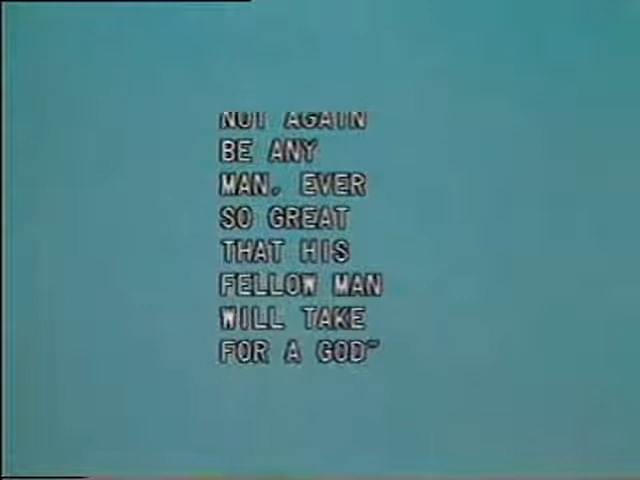 NOT AGAIN
BE ANY
MAN, EVER
SO GREAT
THAT HIS
FELLOW MAN
WILL TAKE
FOR A GOD"